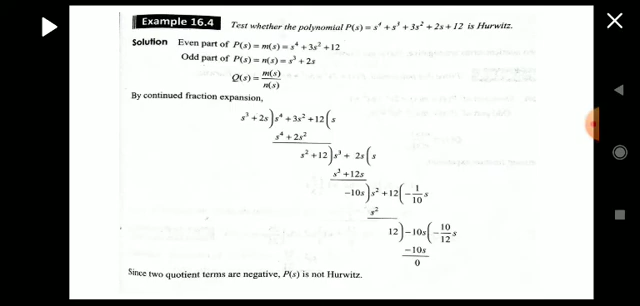 Example 16.4 Test whether the polynomial P(s) = s⁴ + s³ + 3s² + 2s + 12 is Hurwitz.
Solution Even part of P(s) = m(s) = s⁴ + 3s² + 12
Odd part of P(s) = n(s) = s³ + 2s
Q(s) = m(s)/n(s)
By continued fraction expansion,
s³ + 2s ) s⁴ + 3s² + 12 ( s
s⁴ + 2s²
s² + 12 ) s³ + 2s ( s
s³ + 12s
−10s ) s² + 12 ( −1/10 s
s²
12 ) −10s ( −10/12 s
−10s
0
Since two quotient terms are negative, P(s) is not Hurwitz.